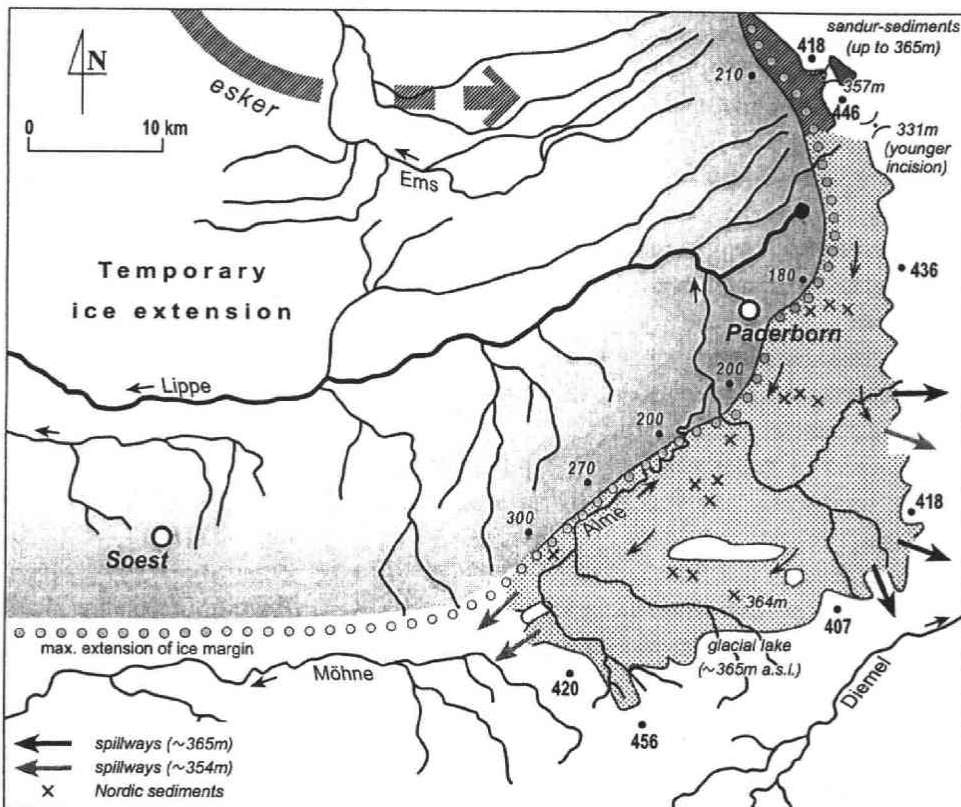 sandur-sediments
(up to 365m)
418
357m
446
331m
(younger
incision)
N
esker
0 10 km
210
Ems
436
Temporary
ice extension
180
Paderborn
Lippe
200
200
270
300
Alme
418
Soest
364m
407
max. extension of ice margin
glacial lake
(~365m a.s.l.)
Möhne
420
456
Diemel
spillways (~365m)
spillways (~354m)
× Nordic sediments